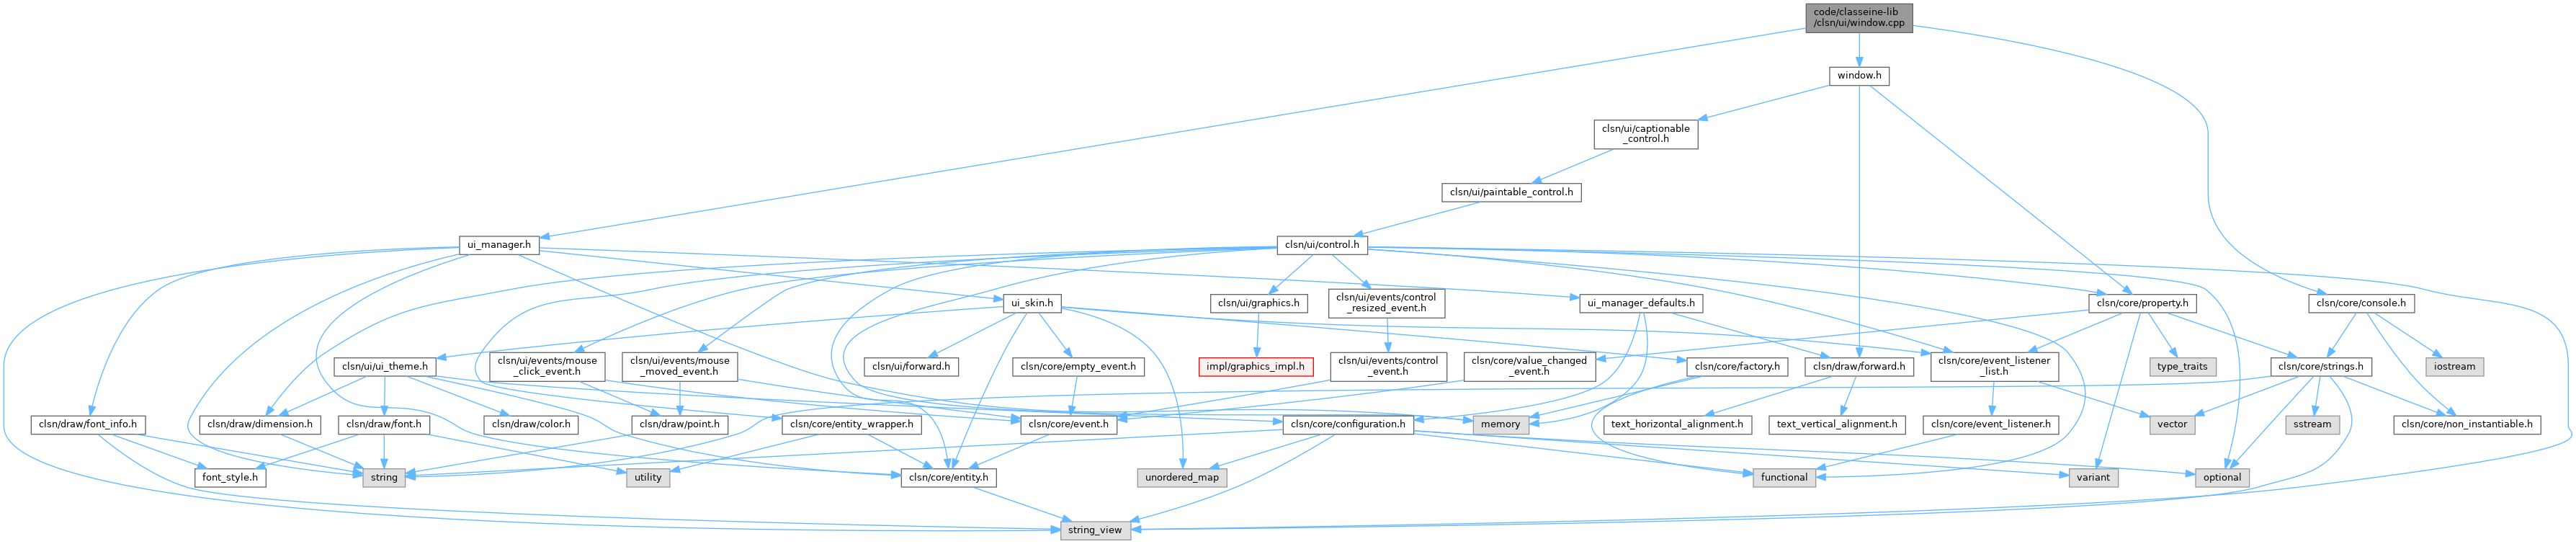 code/classeine-lib
/clsn/ui/window.cpp
window.h
clsn/ui/captionable
_control.h
clsn/ui/paintable_control.h
ui_manager.h
clsn/ui/control.h
ui_skin.h
clsn/ui/graphics.h
clsn/ui/events/control
_resized_event.h
ui_manager_defaults.h
clsn/core/property.h
clsn/core/console.h
clsn/ui/ui_theme.h
clsn/ui/events/mouse
_click_event.h
clsn/ui/events/mouse
_moved_event.h
clsn/ui/forward.h
clsn/core/empty_event.h
impl/graphics_impl.h
clsn/ui/events/control
_event.h
clsn/core/value_changed
_event.h
clsn/core/factory.h
clsn/draw/forward.h
clsn/core/event_listener
_list.h
type_traits
clsn/core/strings.h
iostream
clsn/draw/font_info.h
clsn/draw/dimension.h
clsn/draw/font.h
clsn/draw/color.h
clsn/draw/point.h
clsn/core/entity_wrapper.h
clsn/core/event.h
clsn/core/configuration.h
memory
text_horizontal_alignment.h
text_vertical_alignment.h
clsn/core/event_listener.h
vector
sstream
clsn/core/non_instantiable.h
font_style.h
string
utility
clsn/core/entity.h
unordered_map
functional
variant
optional
string_view